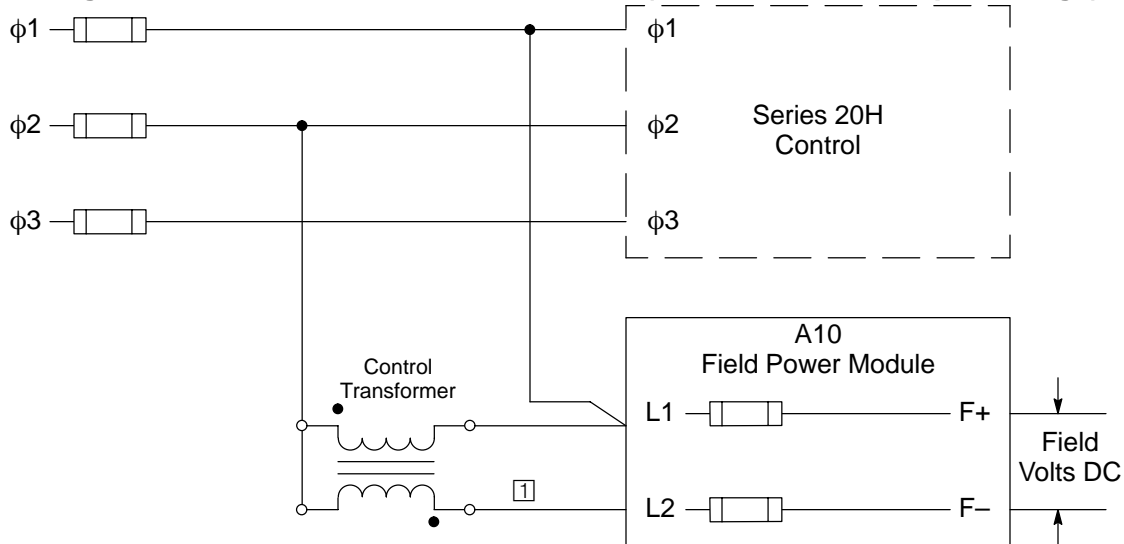 ϕ1
ϕ1
ϕ2
ϕ2
Series 20H
Control
ϕ3
ϕ3
A10
Field Power Module
Control
Transformer
L1
F+
Field
Volts DC
1
L2
F–